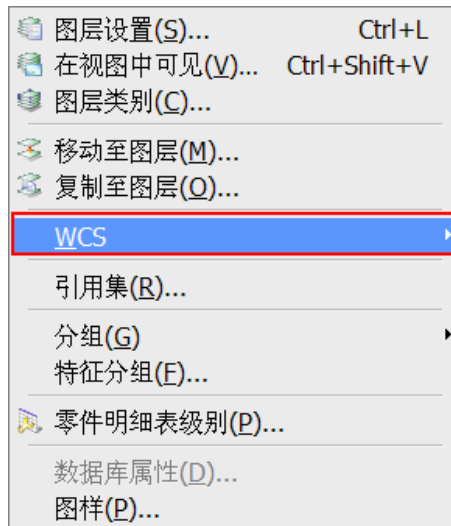 图层设置(S)... Ctrl+L
在视图中可见(V)... Ctrl+Shift+V
图层类别(C)...
移动至图层(M)...
复制至图层(O)...
WCS
引用集(R)...
分组(G)
特征分组(F)...
零件明细表级别(P)...
数据库属性(D)...
图样(P)...